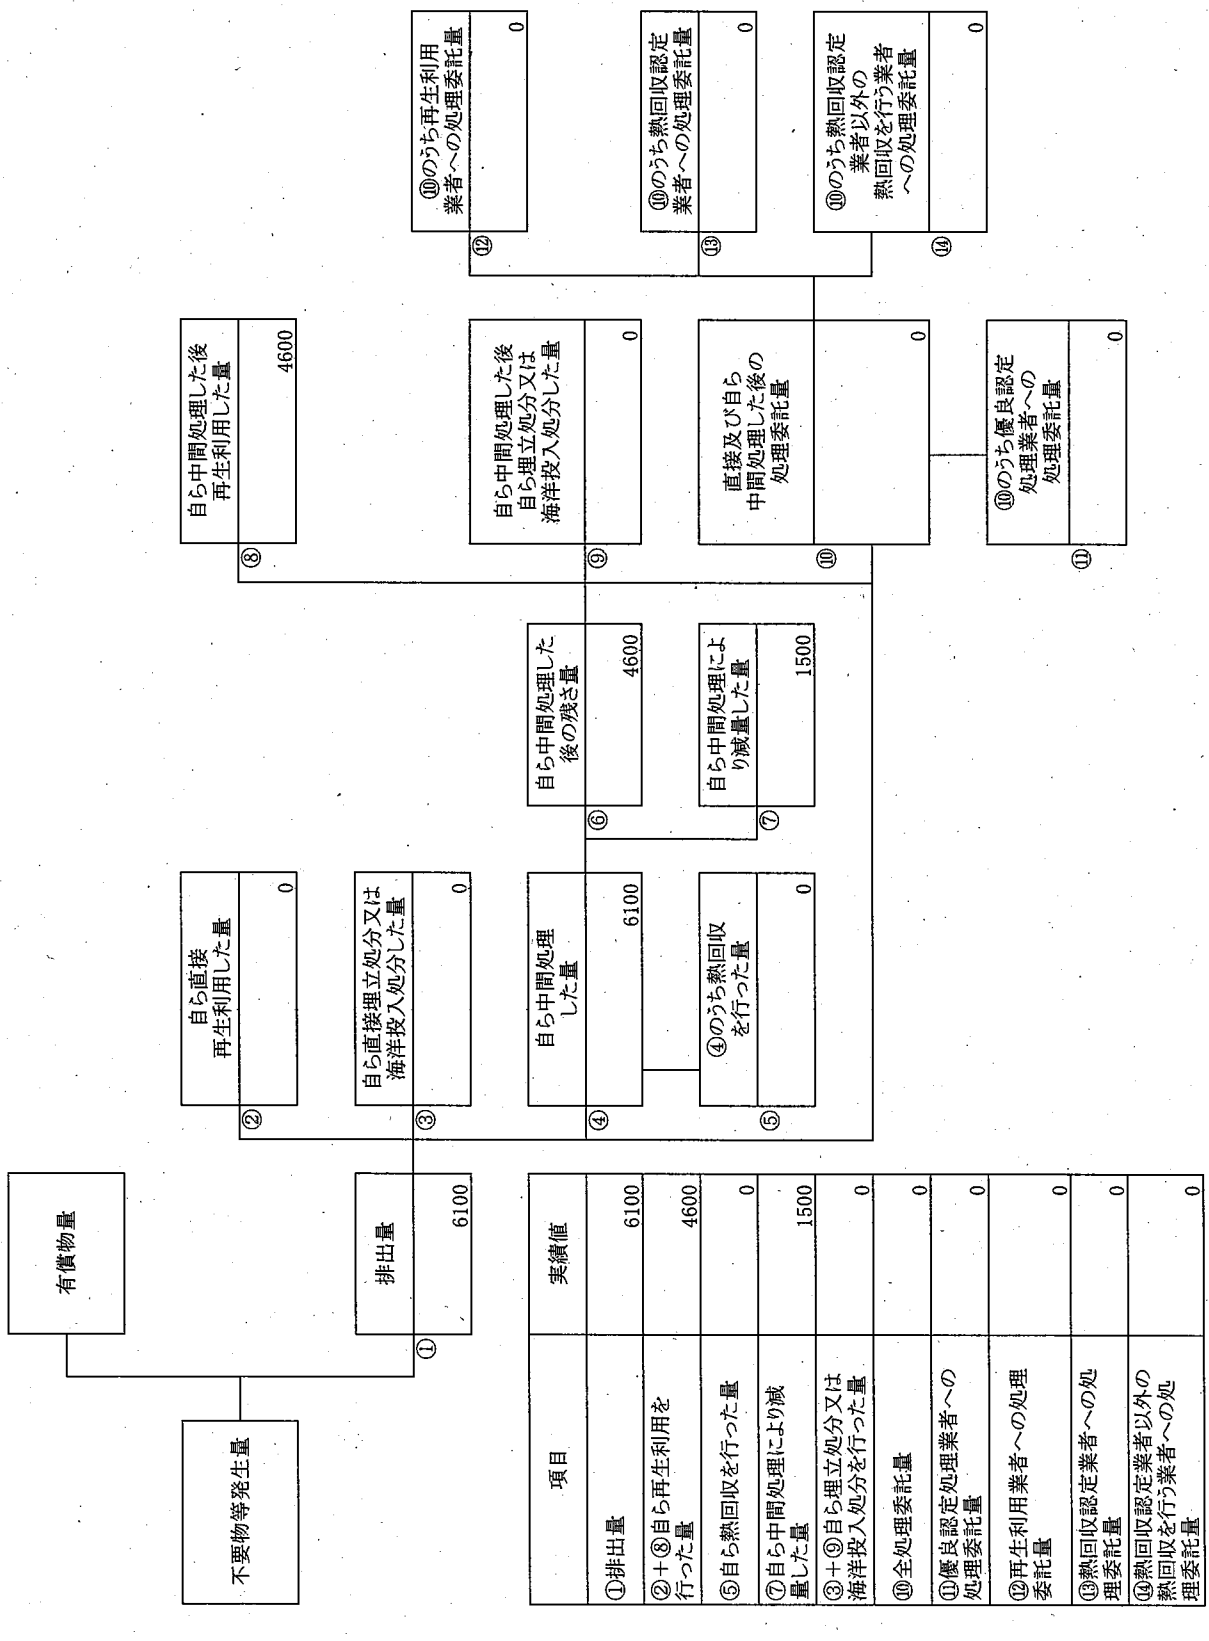 不要物等発生量
有償物量
①
排出量
6100
②
自ら直接
再生利用した量
0
③
自ら直接埋立処分又は
海洋投入処分した量
0
④
自ら中間処理
した量
6100
⑤
④のうち熱回収
を行った量
0
⑥
自ら中間処理した
後の残さ量
4600
⑦
自ら中間処理によ
り減量した量
1500
⑧
自ら中間処理した後
再生利用した量
4600
⑨
自ら中間処理した後
自ら埋立処分又は
海洋投入処分した量
0
⑩
直接及び自ら
中間処理した後の
処理委託量
0
⑪
⑩のうち優良認定
処理業者への
処理委託量
0
⑫
⑩のうち再生利用
業者への処理委託量
0
⑬
⑩のうち熱回収認定
業者への処理委託量
0
⑭
⑩のうち熱回収認定
業者以外の
熱回収を行う業者
への処理委託量
0
項目
実績値
①排出量
6100
②+⑧自ら再生利用を
行った量
4600
⑤自ら熱回収を行った量
0
⑦自ら中間処理により減
量した量
1500
③+⑨自ら埋立処分又は
海洋投入処分を行った量
0
⑩全処理委託量
0
⑪優良認定処理業者への
処理委託量
0
⑫再生利用業者への処理
委託量
0
⑬熱回収認定業者への処
理委託量
0
⑭熱回収認定業者以外の
熱回収を行う業者への処
理委託量
0